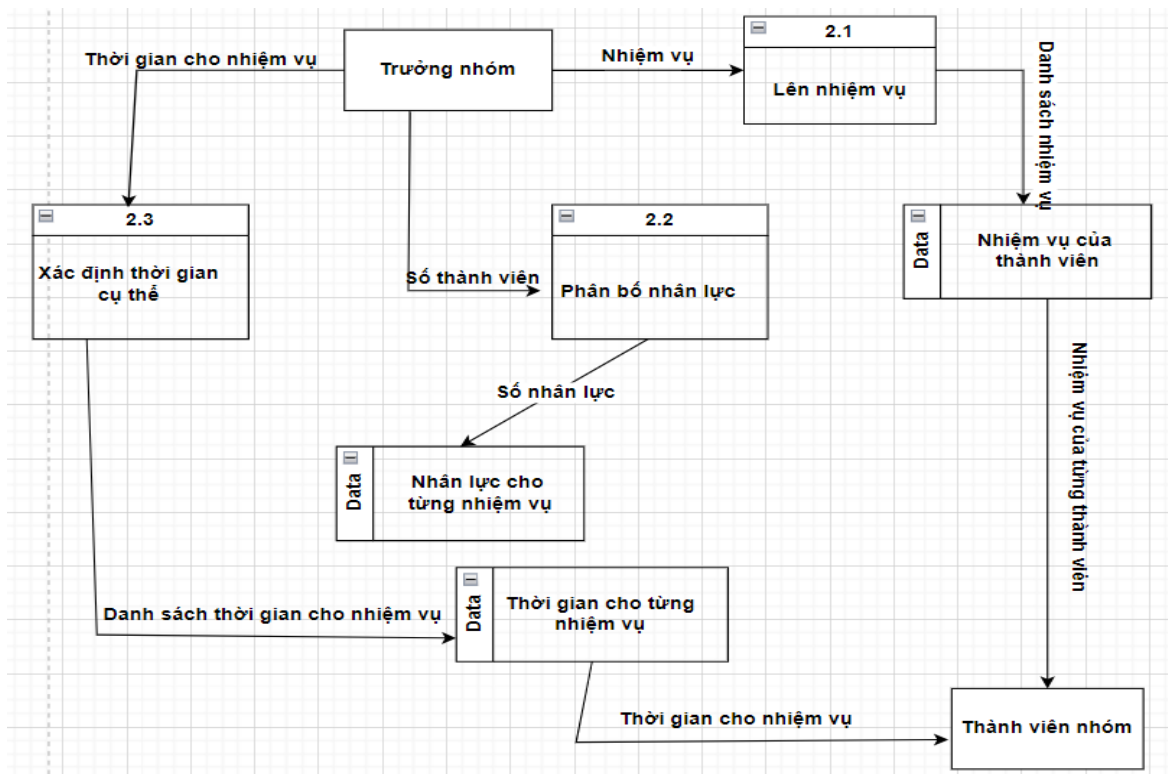 Thời gian cho nhiệm vụ
Trưởng nhóm
Nhiệm vụ
2.1
Lên nhiệm vụ
Danh sách nhiệm vụ
2.3
Xác định thời gian
cụ thể
Số thành viên
2.2
Phân bố nhân lực
Data
Nhiệm vụ của
thành viên
Số nhân lực
Nhiệm vụ của từng thành viên
Data
Nhân lực cho
từng nhiệm vụ
Danh sách thời gian cho nhiệm vụ
Data
Thời gian cho từng
nhiệm vụ
Thời gian cho nhiệm vụ
Thành viên nhóm